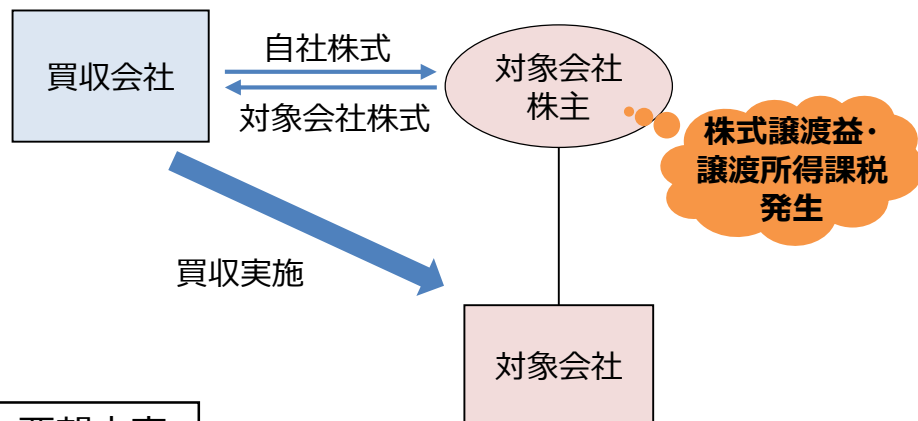 自社株式
買収会社
対象会社
株主
対象会社株式
株式譲渡益・
譲渡所得課税
発生
買収実施
対象会社